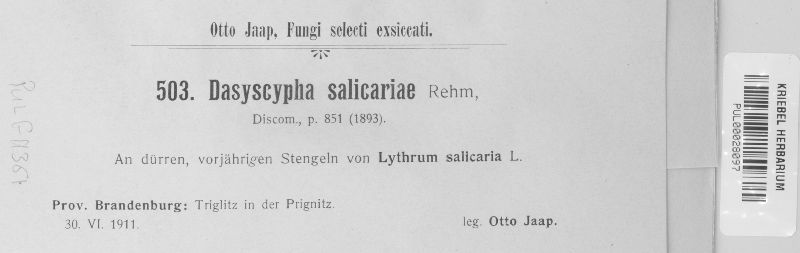 Otto Jaap, Fungi selecti exsiccati.
503. Dasyscypha salicariae Rehm,
Discom., p. 851 (1893).
An dürren, vorjährigen Stengeln von Lythrum salicaria L.
Prov. Brandenburg: Triglitz in der Prignitz.
30. VI. 1911.
leg. Otto Jaap.
KRIEBEL HERBARIUM
PUL00028097